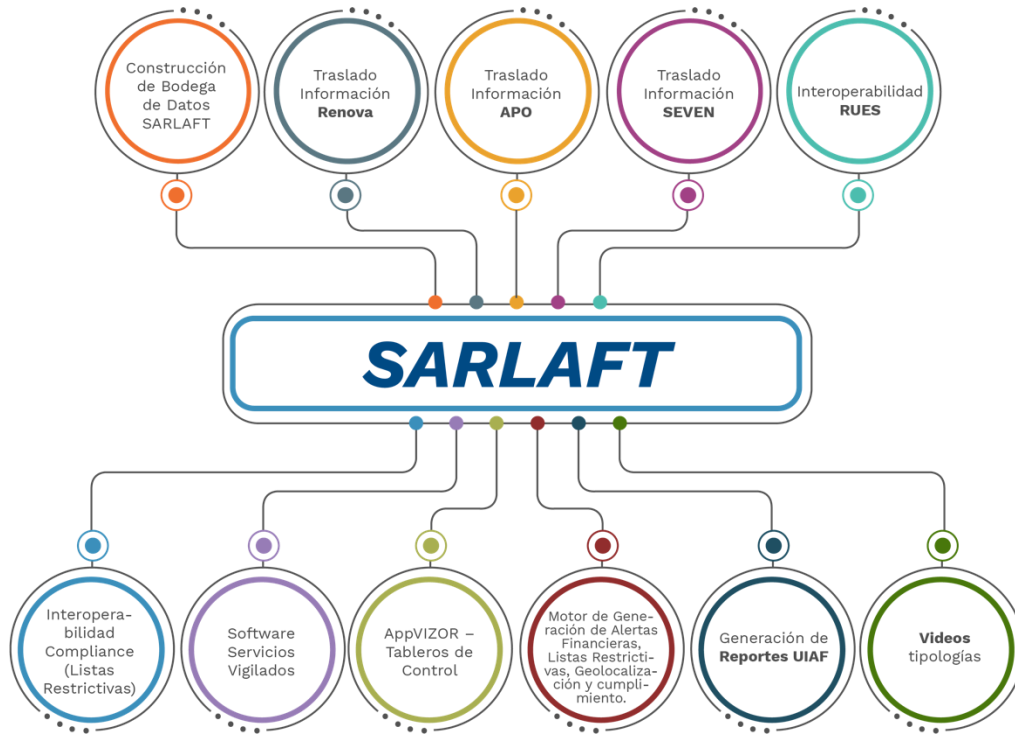 Construcción
de Bodega
de Datos
SARLAFT
Traslado
Información
Renova
Traslado
Información
APO
Traslado
Información
SEVEN
Interoperabilidad
RUES
SARLAFT
Interopera-
bilidad
Compliance
(Listas
Restrictivas)
Software
Servicios
Vigilados
AppVIZOR –
Tableros de
Control
Motor de Gene-
ración de Alertas
Financieras,
Listas Restricti-
vas, Geolocaliza-
ción y cumpli-
miento.
Generación de
Reportes UIAF
Videos
tipologías